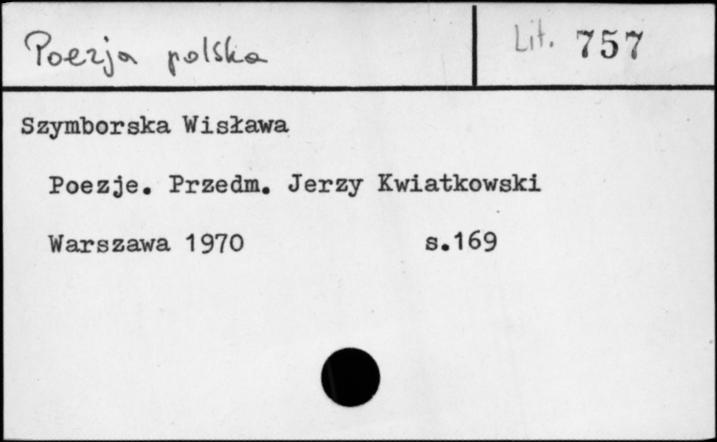 Poezja polska
Lit. 757
Szymborska Wisława
Poezje. Przedm. Jerzy Kwiatkowski
Warszawa 1970 s.169